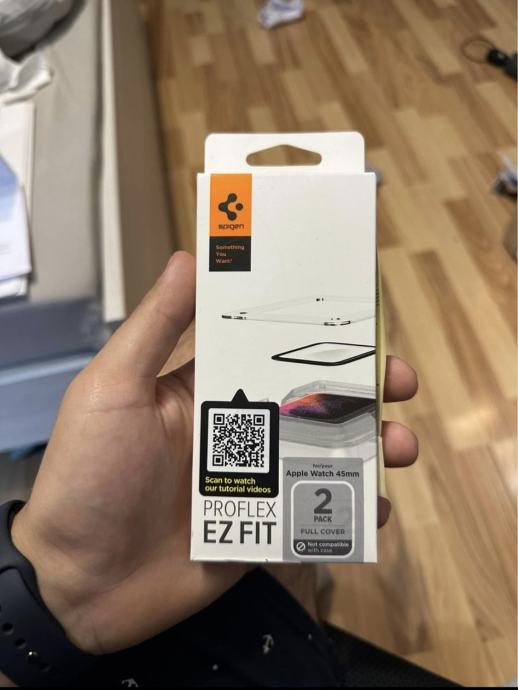 spigen
Something
You
Want®
Scan to watch
our tutorial videos
PROFLEX
EZ FIT
for/pour
Apple Watch 45mm
2
PACK
FULL COVER
Not compatible
with case